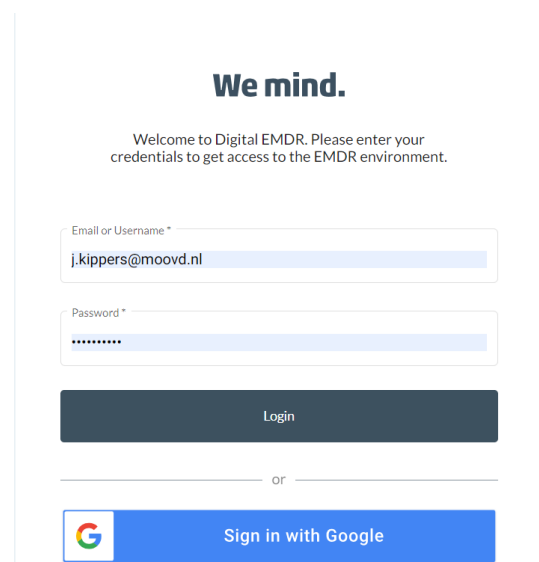 We mind.
Welcome to Digital EMDR. Please enter your
credentials to get access to the EMDR environment.
Email or Username *
j.kippers@moovd.nl
Password *
••••••••••
Login
or
G
Sign in with Google